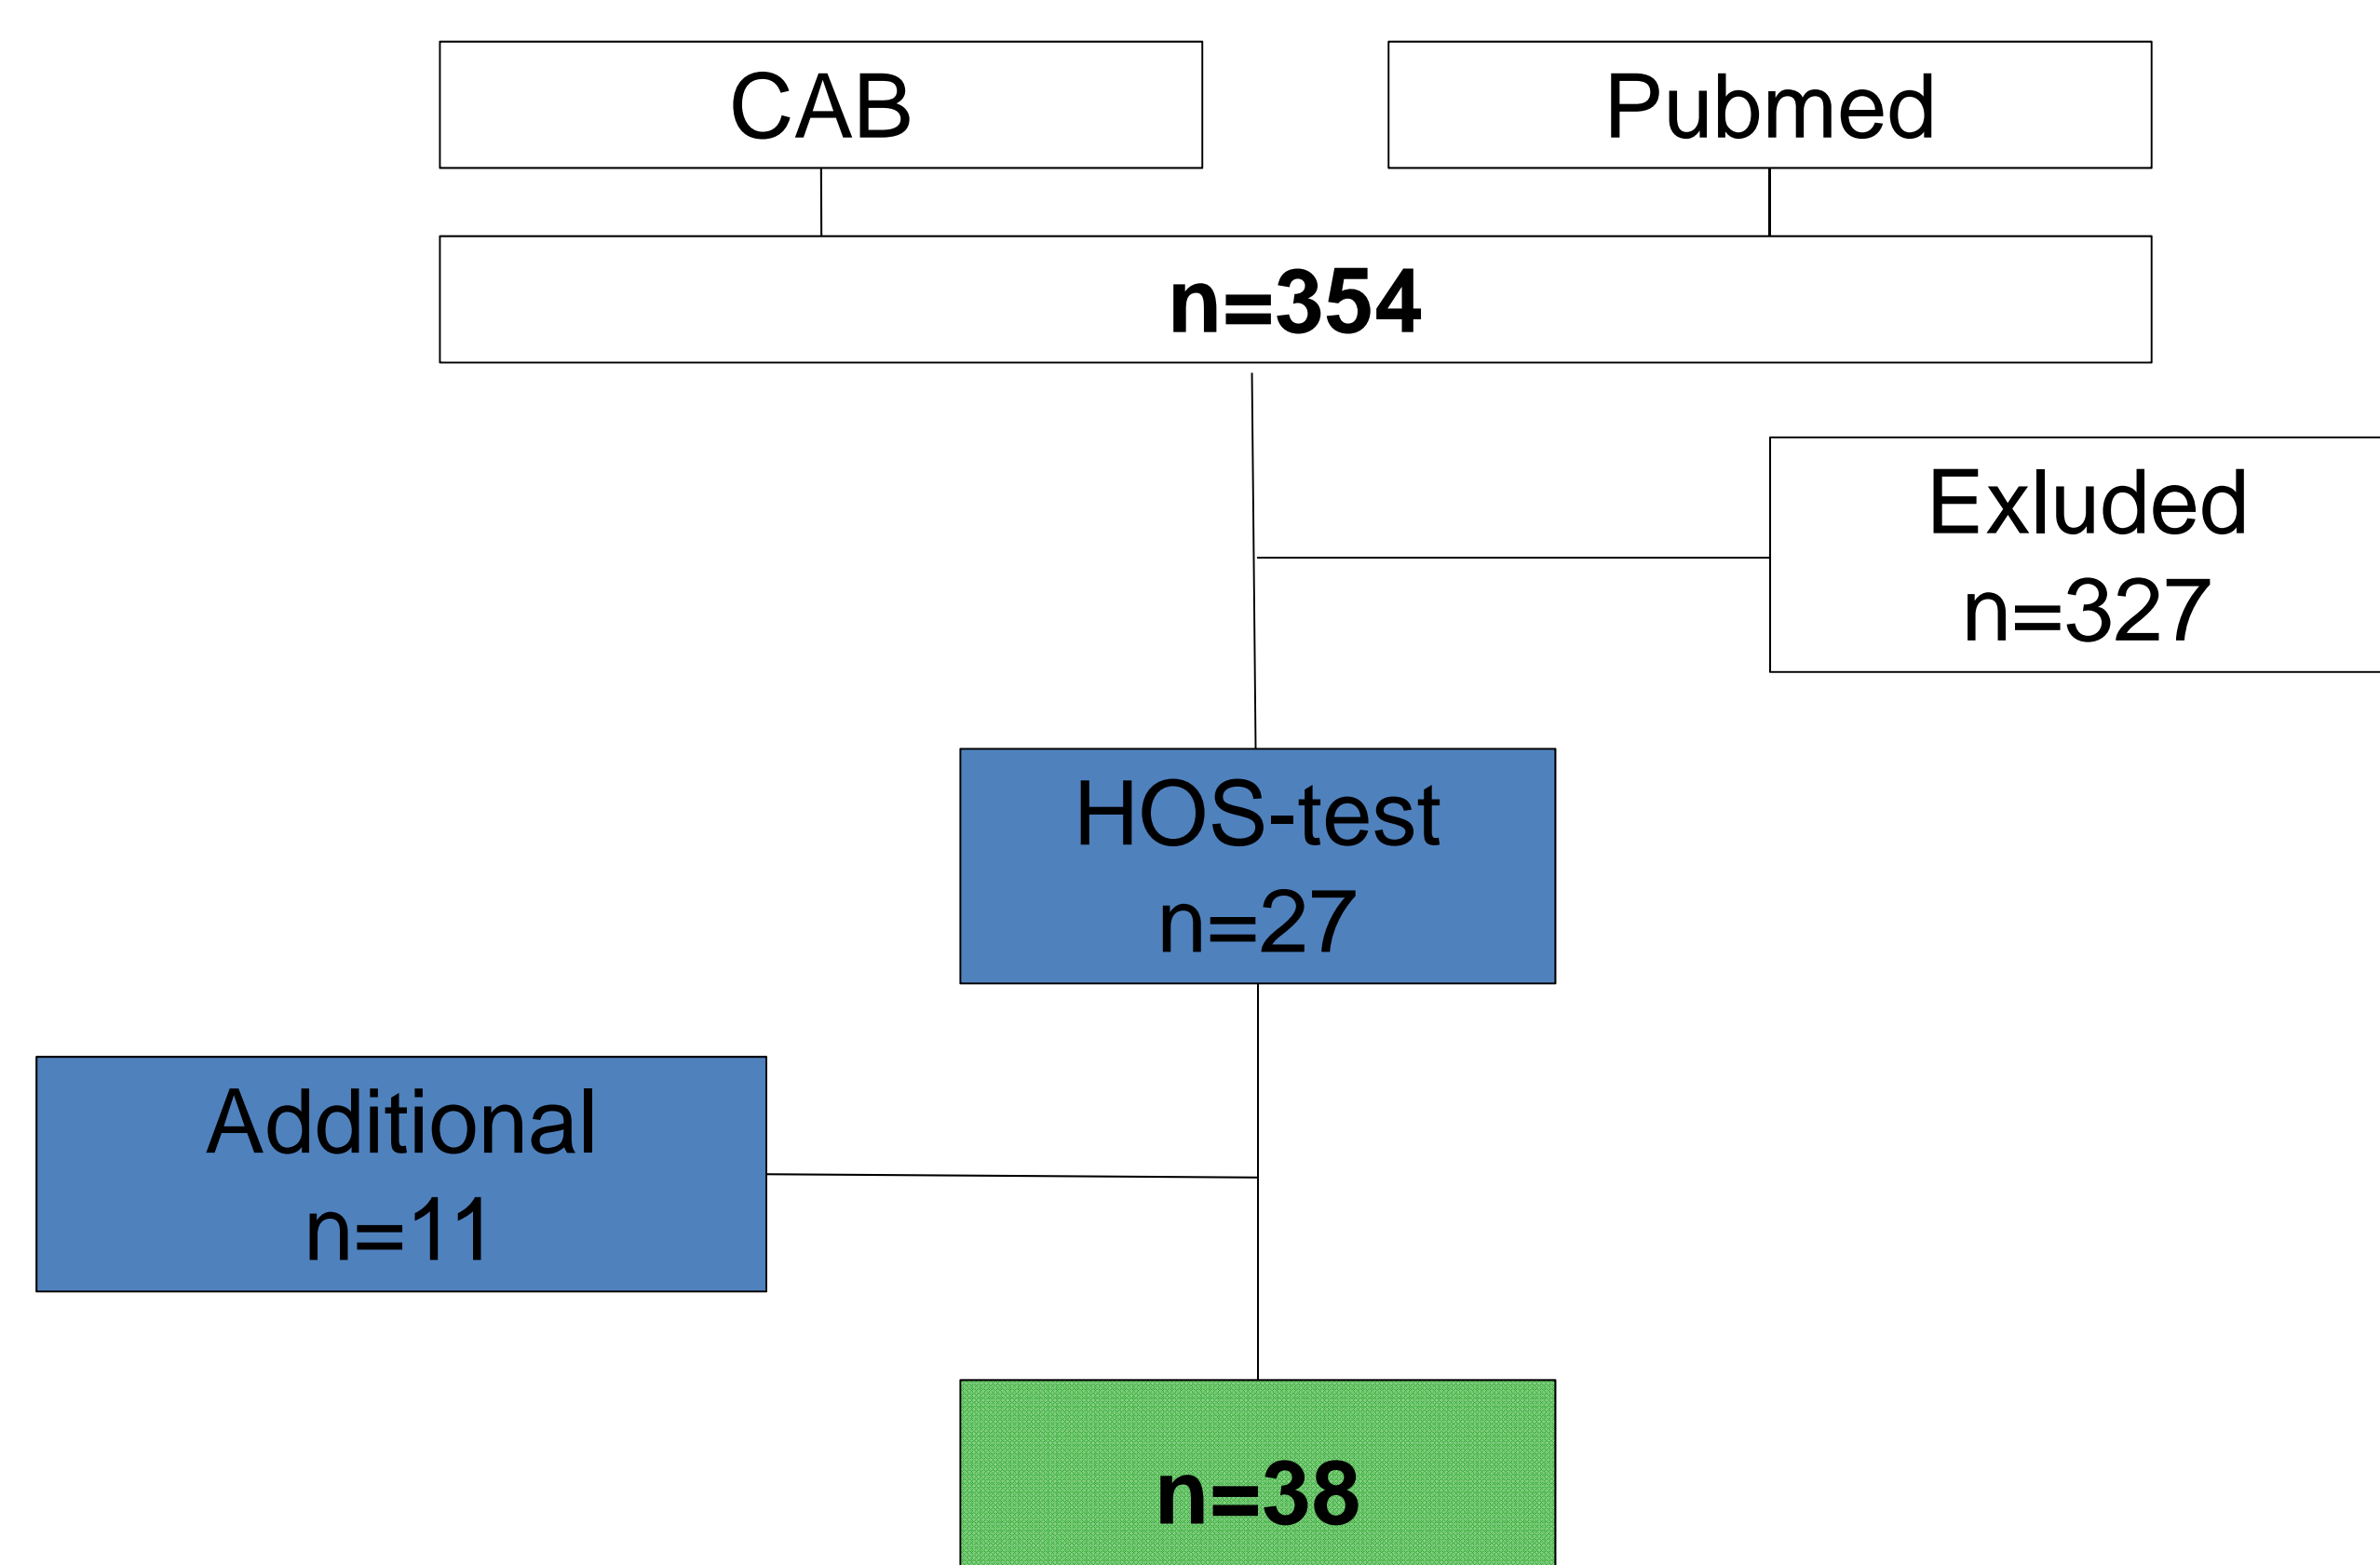 CAB
Pubmed
n=354
Exluded
n=327
HOS-test
n=27
Additional
n=11
n=38